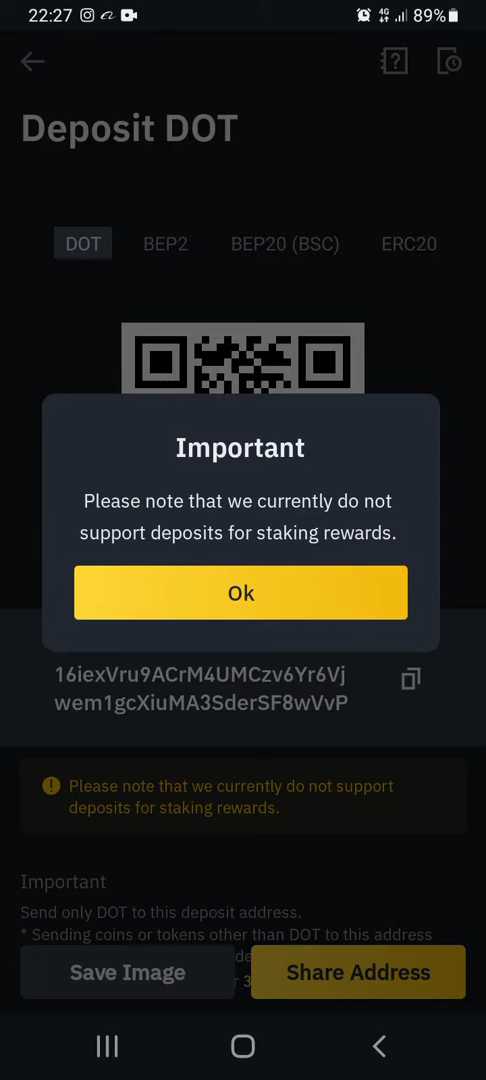 22:27
4G
89%
Deposit DOT
DOT
BEP2
BEP20 (BSC)
ERC20
Important
Please note that we currently do not
support deposits for staking rewards.
Ok
16iexVru9ACrM4UMCzv6Yr6Vj
wem1gcXiuMA3SderSF8wVvP
Please note that we currently do not support
deposits for staking rewards.
Important
Send only DOT to this deposit address.
* Sending coins or tokens other than DOT to this address
Save Image
Share Address